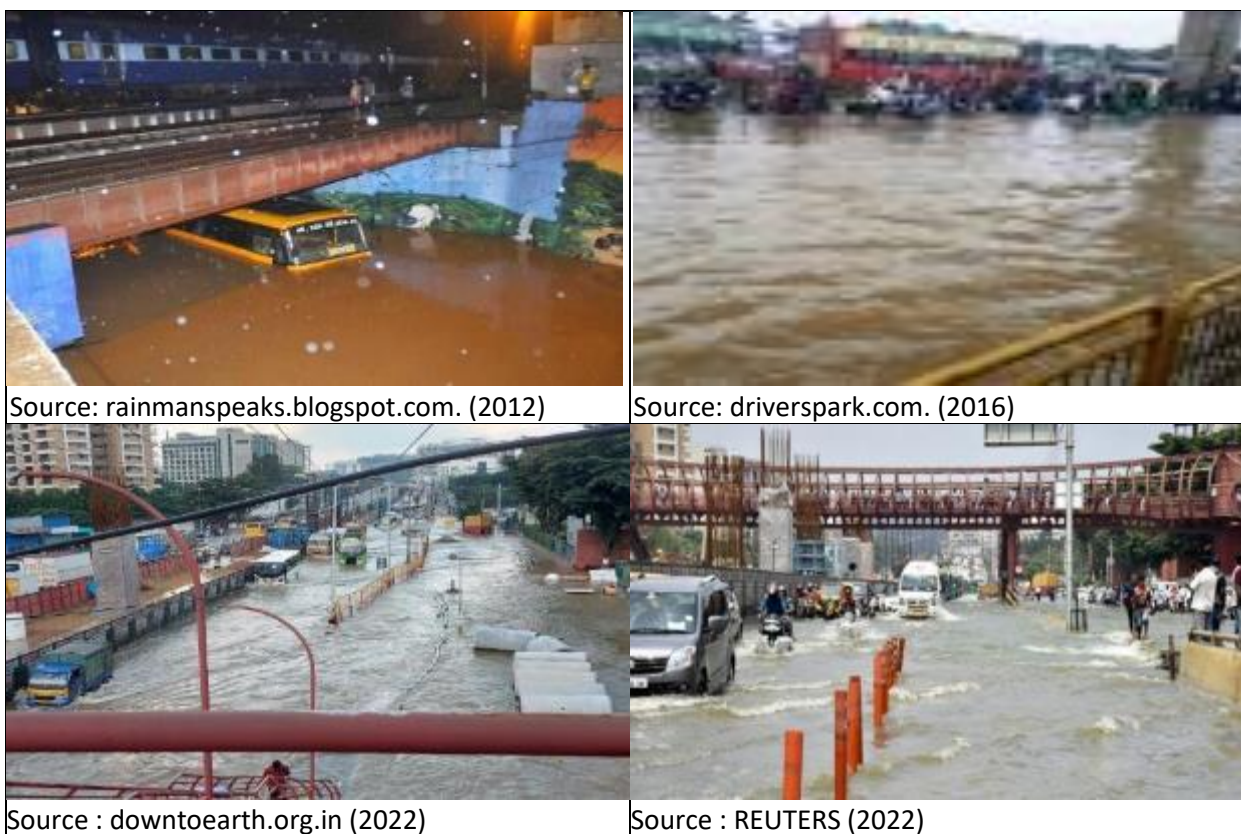 Source: rainmanspeaks.blogspot.com. (2012)
Source: driverspark.com. (2016)
Source : downtoearth.org.in (2022)
Source : REUTERS (2022)